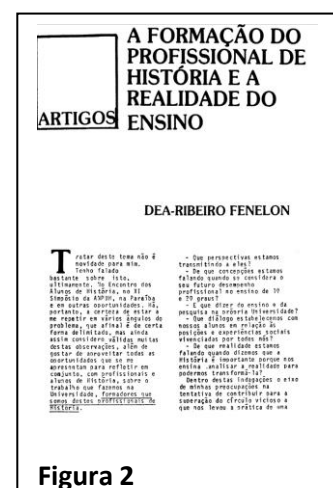 A FORMAÇÃO DO
PROFISSIONAL DE
HISTÓRIA E A
REALIDADE DO
ENSINO
ARTIGOS
DEA-RIBEIRO FENELON
Tratar deste tema não é
novidade para mim.
Tenho falado
bastante sobre isto,
ultimamente. No Encontro dos
Alunos de História, no XI
Simpósio da ANPUH, na Paraíba
e em outras oportunidades. Há,
portanto, a certeza de estar a
me repetir em vários ângulos do
problema, que afinal é de certa
forma delimitado, mas ainda
assim considero válidas muitas
destas observações, além de
gostar de aproveitar todas as
oportunidades que se me
apresentam para refletir em
conjunto, com profissionais e
alunos de História, sobre o
trabalho que fazemos na
Universidade, formadores que
somos destes profissionais de
História.
- Que perspectivas estamos
transmitindo a eles?
- De que concepções estamos
falando quando se considera o
seu futuro desempenho
profissional no ensino de 1º
e 2º graus?
- E que dizer do ensino e da
pesquisa na própria Universidade?
- Que diálogo estabelecemos com
nossos alunos em relação às
posições e experiências sociais
vivenciadas por todos nós?
- De que realidade estamos
falando quando dizemos que a
História é importante porque nos
ensina analisar a realidade para
podermos transformá-la?
Dentro destas indagações o eixo
de minhas preocupações na
tentativa de contribuir para a
superação do círculo vicioso a
que nos levou a prática de uma
Figura 2